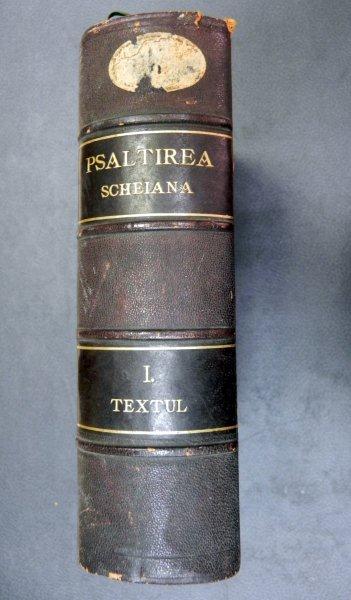 PSALTIREA
SCHEIANA
I.
TEXTUL